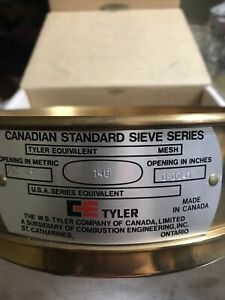 CANADIAN STANDARD SIEVE SERIES
TYLER EQUIVALENT MESH
OPENING IN METRIC
140
OPENING IN INCHES
U.S.A. SERIES EQUIVALENT
CE TYLER
MADE
IN CANADA
THE W.S. TYLER COMPANY OF CANADA, LIMITED
A SUBSIDIARY OF COMBUSTION ENGINEERING, INC.
ST. CATHARINES, ONTARIO